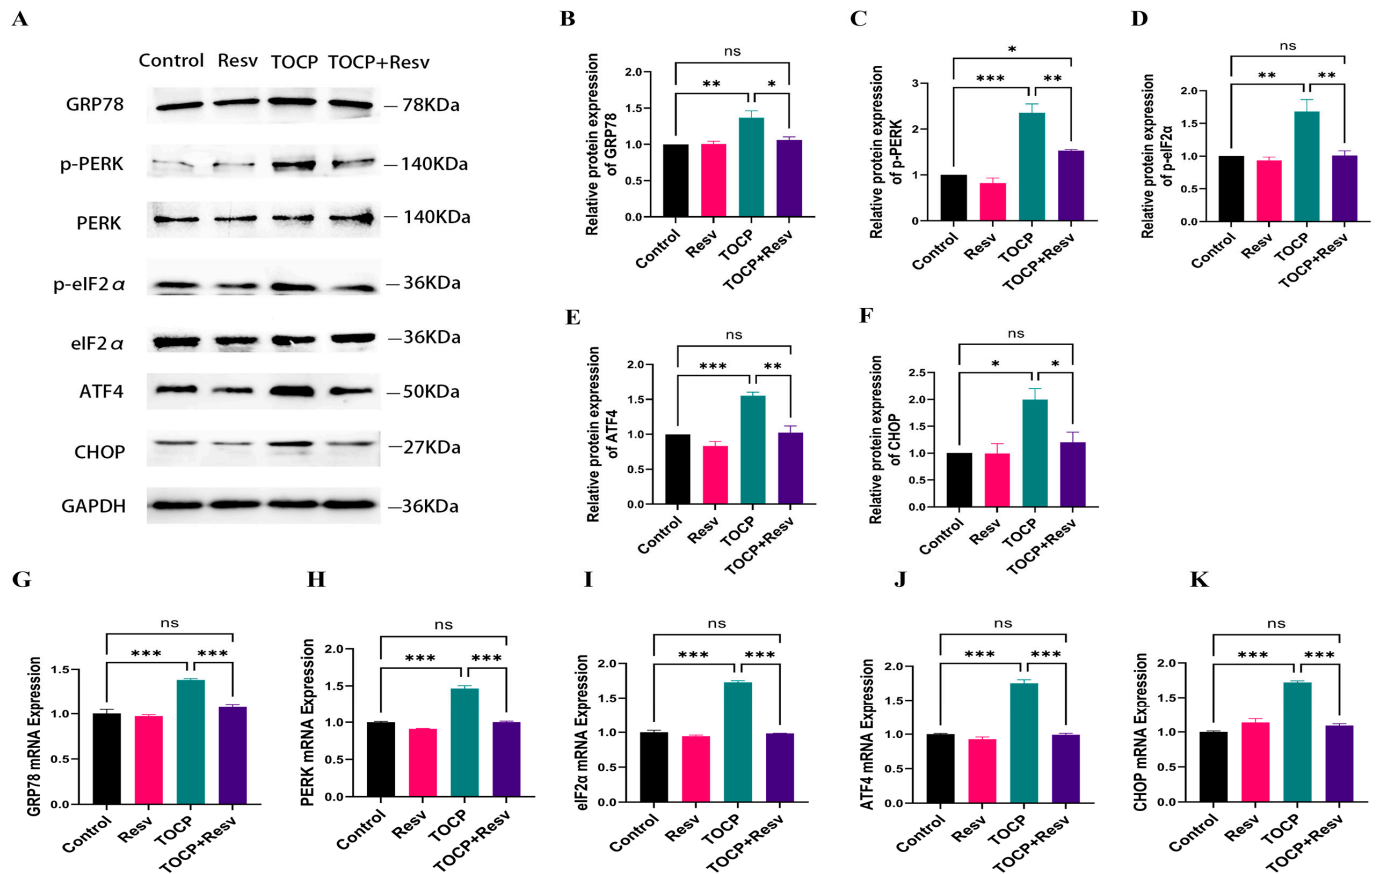 A
Control Resv TOCP TOCP+Resv
GRP78 78KDa
p-PERK 140KDa
PERK 140KDa
p-eIF2α 36KDa
eIF2α 36KDa
ATF4 50KDa
CHOP 27KDa
GAPDH 36KDa
B
ns
** *
Relative protein expression
of GRP78
2.0
1.5
1.0
0.5
0.0
Control Resv TOCP TOCP+Resv
C
*
*** **
Relative protein expression
of p-PERK
3
2
1
0
Control Resv TOCP TOCP+Resv
D
ns
** **
Relative protein expression
of p-eIF2α
2.0
1.5
1.0
0.5
0.0
Control Resv TOCP TOCP+Resv
E
ns
*** **
Relative protein expression
of ATF4
2.0
1.5
1.0
0.5
0.0
Control Resv TOCP TOCP+Resv
F
ns
* *
Relative protein expression
of CHOP
2.5
2.0
1.5
1.0
0.5
0.0
Control Resv TOCP TOCP+Resv
G
ns
*** ***
GRP78 mRNA Expression
1.5
1.0
0.5
0.0
Control Resv TOCP TOCP+Resv
H
ns
*** ***
PERK mRNA Expression
2.0
1.5
1.0
0.5
0.0
Control Resv TOCP TOCP+Resv
I
ns
*** ***
eIF2α mRNA Expression
2.0
1.5
1.0
0.5
0.0
Control Resv TOCP TOCP+Resv
J
ns
*** ***
ATF4 mRNA Expression
2.0
1.5
1.0
0.5
0.0
Control Resv TOCP TOCP+Resv
K
ns
*** ***
CHOP mRNA Expression
2.0
1.5
1.0
0.5
0.0
Control Resv TOCP TOCP+Resv